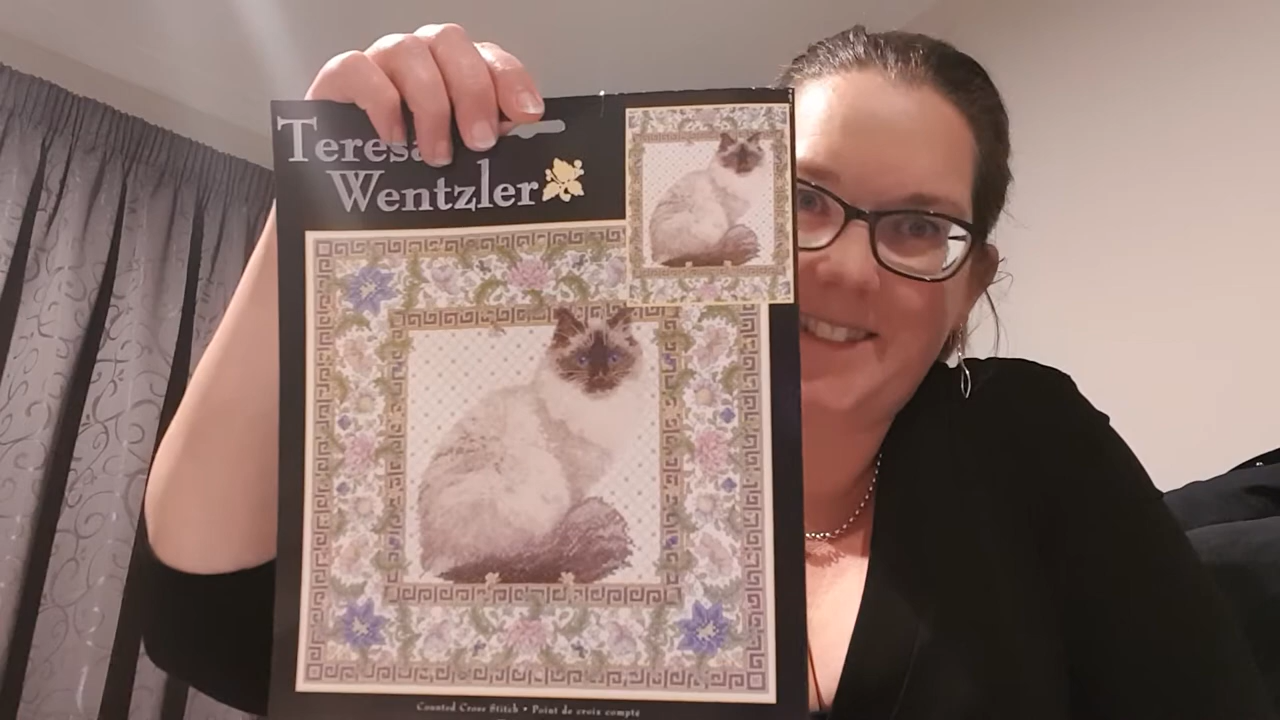 Teresa
Wentzler
Counted Cross Stitch • Point de croix compté